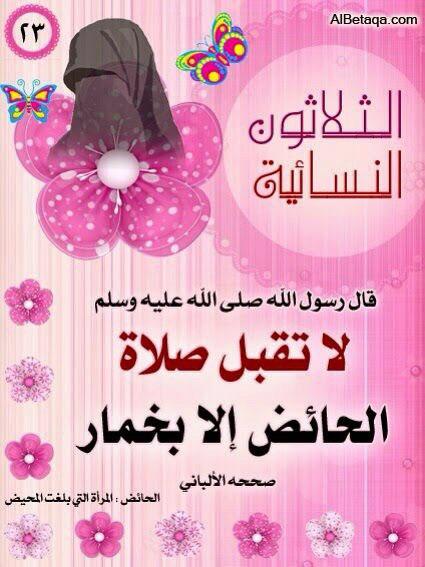 AlBetaqa.com
٢٣
الثلاثون
النسائية
قال رسول الله صلى الله عليه وسلم
لا تقبل صلاة
الحائض إلا بخمار
صححه الألباني
الحائض : المرأة التي بلغت المحيض